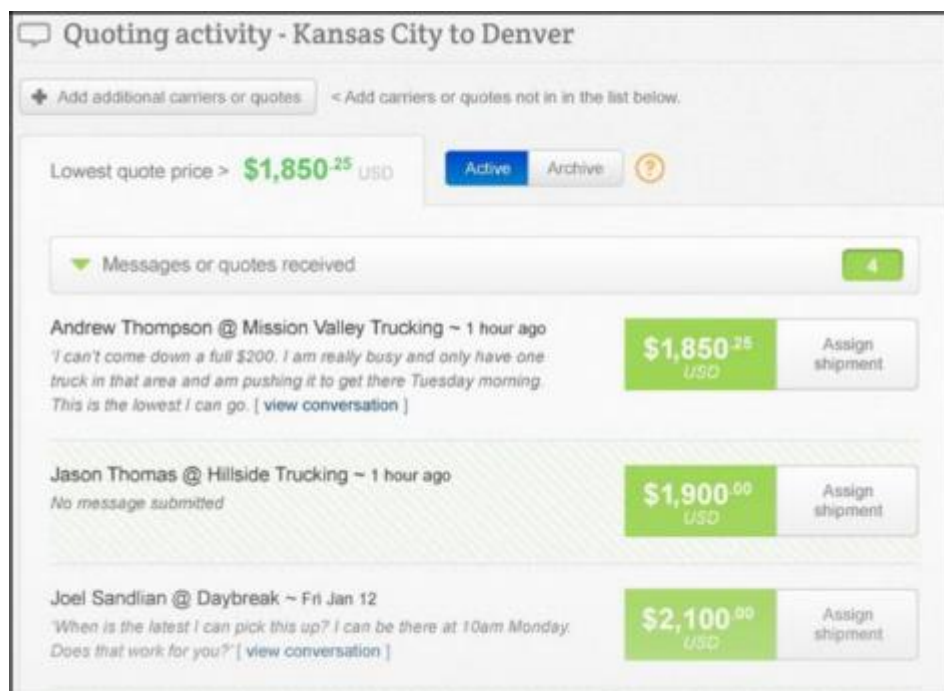 Quoting activity - Kansas City to Denver
Add additional carriers or quotes < Add carriers or quotes not in in the list below.
Lowest quote price > $1,850.25 USD Active Archive ?
Messages or quotes received 4
Andrew Thompson @ Mission Valley Trucking ~ 1 hour ago
'I can't come down a full $200. I am really busy and only have one
truck in that area and am pushing it to get there Tuesday morning.
This is the lowest I can go. [ view conversation ]
$1,850.25
USD
Assign
shipment
Jason Thomas @ Hillside Trucking ~ 1 hour ago
No message submitted
$1,900.00
USD
Assign
shipment
Joel Sandlian @ Daybreak ~ Fri Jan 12
'When is the latest I can pick this up? I can be there at 10am Monday.
Does that work for you?' [ view conversation ]
$2,100.00
USD
Assign
shipment